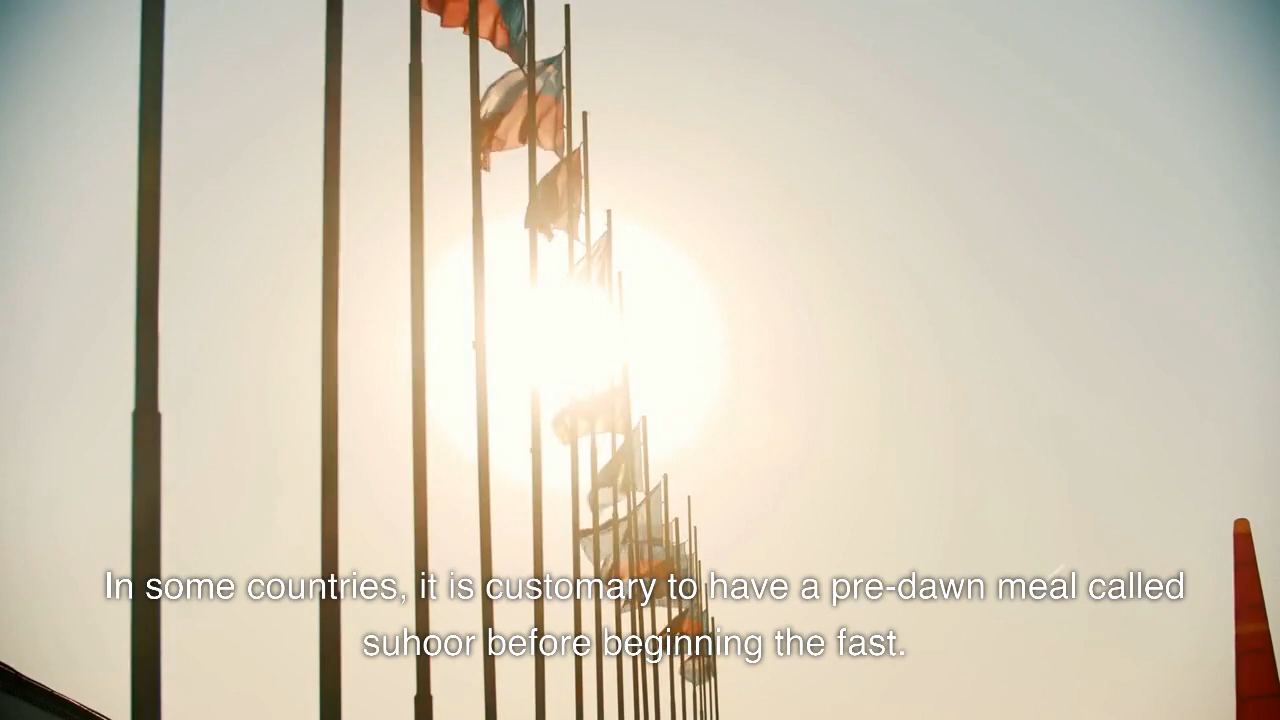 In some countries, it is customary to have a pre-dawn meal called
suhoor before beginning the fast.